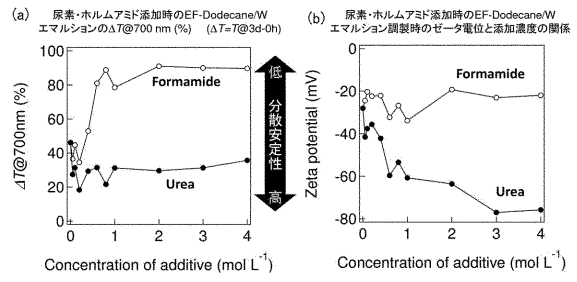 (a)
尿素・ホルムアミド添加時のEF-Dodecane/W
エマルションのΔT@700 nm (%) (ΔT=T@3d-0h)
ΔT@700nm (%)
100
80
60
40
20
0
Formamide
Urea
0 1 2 3 4
Concentration of additive (mol L⁻¹)
低 分散安定性 高
(b)
尿素・ホルムアミド添加時のEF-Dodecane/W
エマルション調製時のゼータ電位と添加濃度の関係
Zeta potential (mV)
0
-20
-40
-60
-80
Formamide
Urea
0 1 2 3 4
Concentration of additive (mol L⁻¹)